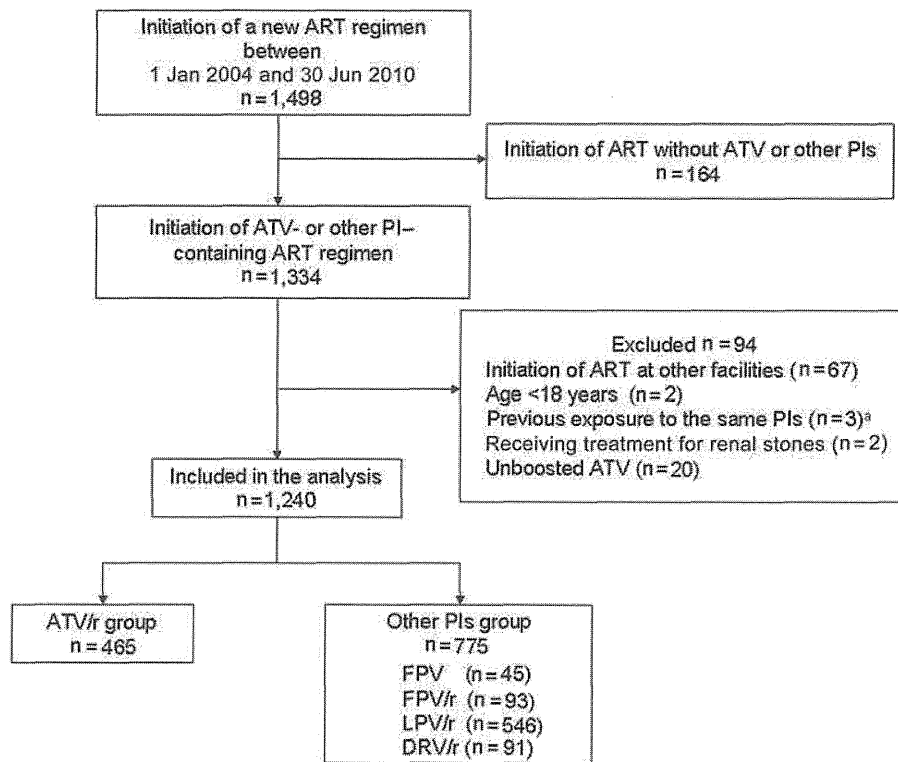 Initiation of a new ART regimen
between
1 Jan 2004 and 30 Jun 2010
n=1,498
Initiation of ART without ATV or other PIs
n=164
Initiation of ATV- or other PI–
containing ART regimen
n=1,334
Excluded n=94
Initiation of ART at other facilities (n=67)
Age <18 years (n=2)
Previous exposure to the same PIs (n=3)ª
Receiving treatment for renal stones (n=2)
Unboosted ATV (n=20)
Included in the analysis
n=1,240
ATV/r group
n=465
Other PIs group
n=775
FPV (n=45)
FPV/r (n=93)
LPV/r (n=546)
DRV/r (n=91)